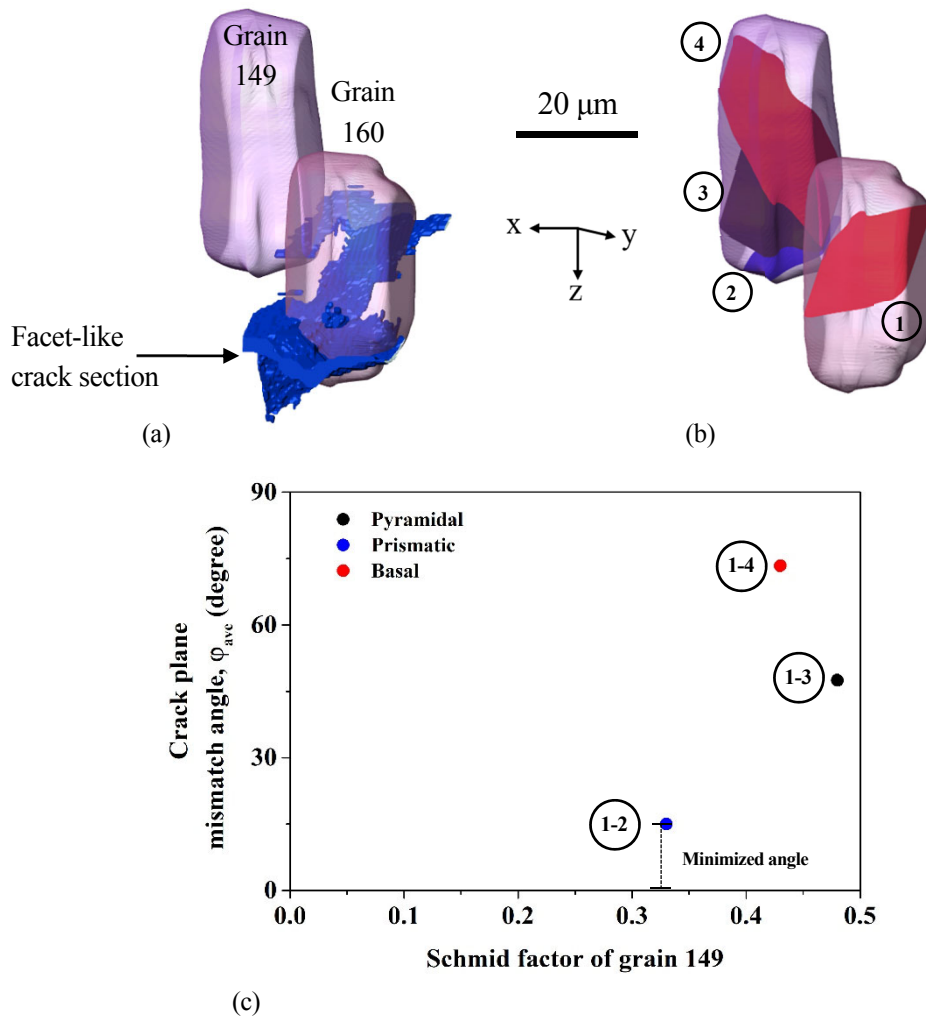 Grain
149
Grain
160
20 μm
x
y
z
Facet-like
crack section
(a)
4
3
2
1
(b)
90
60
30
0
Crack plane
mismatch angle, φavc (degree)
Pyramidal
Prismatic
Basal
1-4
1-3
1-2
Minimized angle
0.0 0.1 0.2 0.3 0.4 0.5
Schmid factor of grain 149
(c)